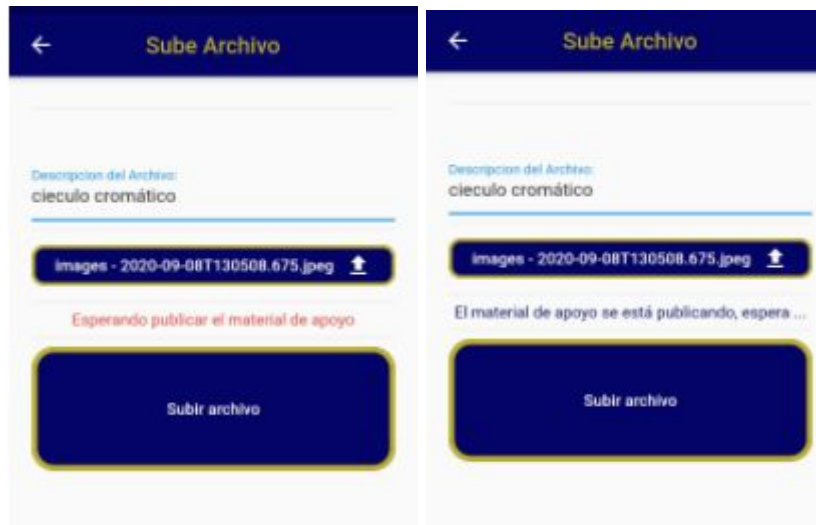 Sube Archivo
Descripcion del Archivo:
cieculo cromático
images - 2020-09-08T130508.675.jpeg
Esperando publicar el material de apoyo
Subir archivo
Sube Archivo
Descripcion del Archivo:
cieculo cromático
images - 2020-09-08T130508.675.jpeg
El material de apoyo se está publicando, espera ...
Subir archivo